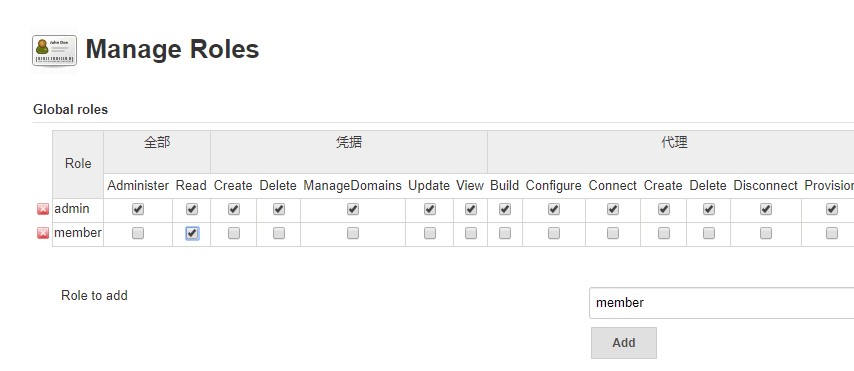 John Doe
Manage Roles
Global roles
Role 全部 凭据 代理
Administer Read Create Delete ManageDomains Update View Build Configure Connect Create Delete Disconnect Provision
admin
member
Role to add member
Add